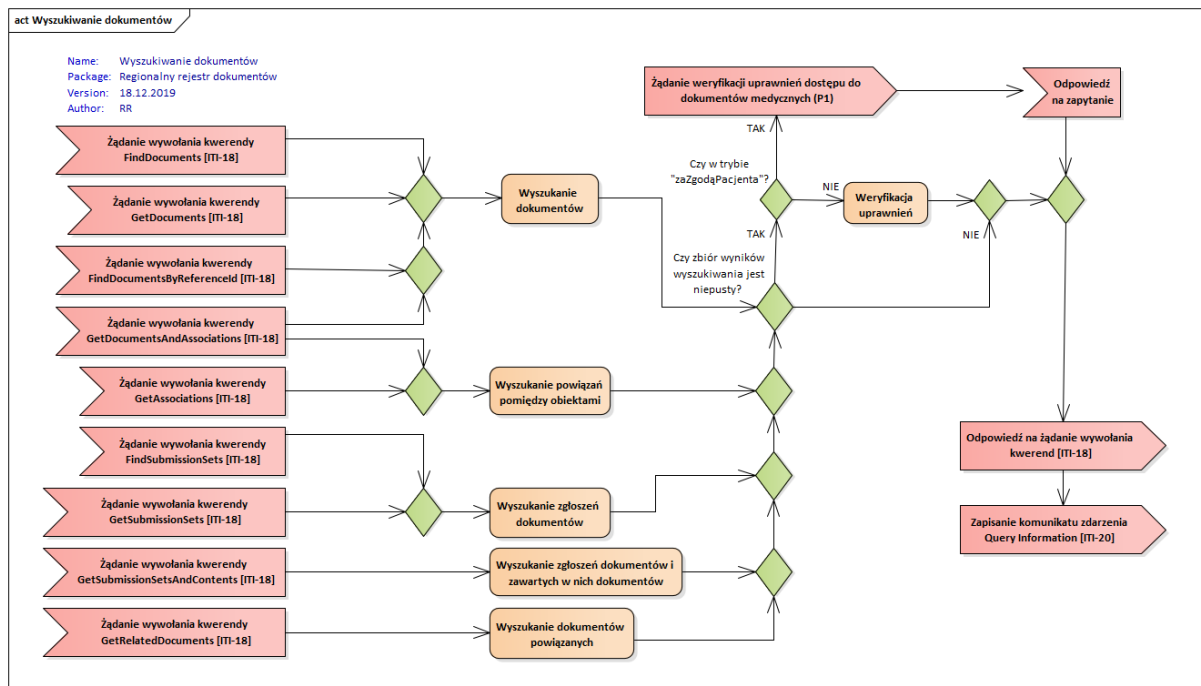 act Wyszukiwanie dokumentów
Name: Wyszukiwanie dokumentów
Package: Regionalny rejestr dokumentów
Version: 18.12.2019
Author: RR
Żądanie wywołania kwerendy
FindDocuments [ITI-18]
Żądanie wywołania kwerendy
GetDocuments [ITI-18]
Żądanie wywołania kwerendy
FindDocumentsByReferenceId [ITI-18]
Żądanie wywołania kwerendy
GetDocumentsAndAssociations [ITI-18]
Żądanie wywołania kwerendy
GetAssociations [ITI-18]
Żądanie wywołania kwerendy
FindSubmissionSets [ITI-18]
Żądanie wywołania kwerendy
GetSubmissionSets [ITI-18]
Żądanie wywołania kwerendy
GetSubmissionSetsAndContents [ITI-18]
Żądanie wywołania kwerendy
GetRelatedDocuments [ITI-18]
Wyszukanie
dokumentów
Wyszukanie powiązań
pomiędzy obiektami
Wyszukanie zgłoszeń
dokumentów
Wyszukanie zgłoszeń dokumentów i
zawartych w nich dokumentów
Wyszukanie dokumentów
powiązanych
Żądanie weryfikacji uprawnień dostępu do
dokumentów medycznych (P1)
TAK
Czy w trybie
"zaZgodąPacjenta"?
NIE
TAK
Czy zbiór wyników
wyszukiwania jest
niepusty?
Weryfikacja
uprawnień
NIE
Odpowiedź
na zapytanie
Odpowiedź na żądanie wywołania
kwerend [ITI-18]
Zapisanie komunikatu zdarzenia
Query Information [ITI-20]